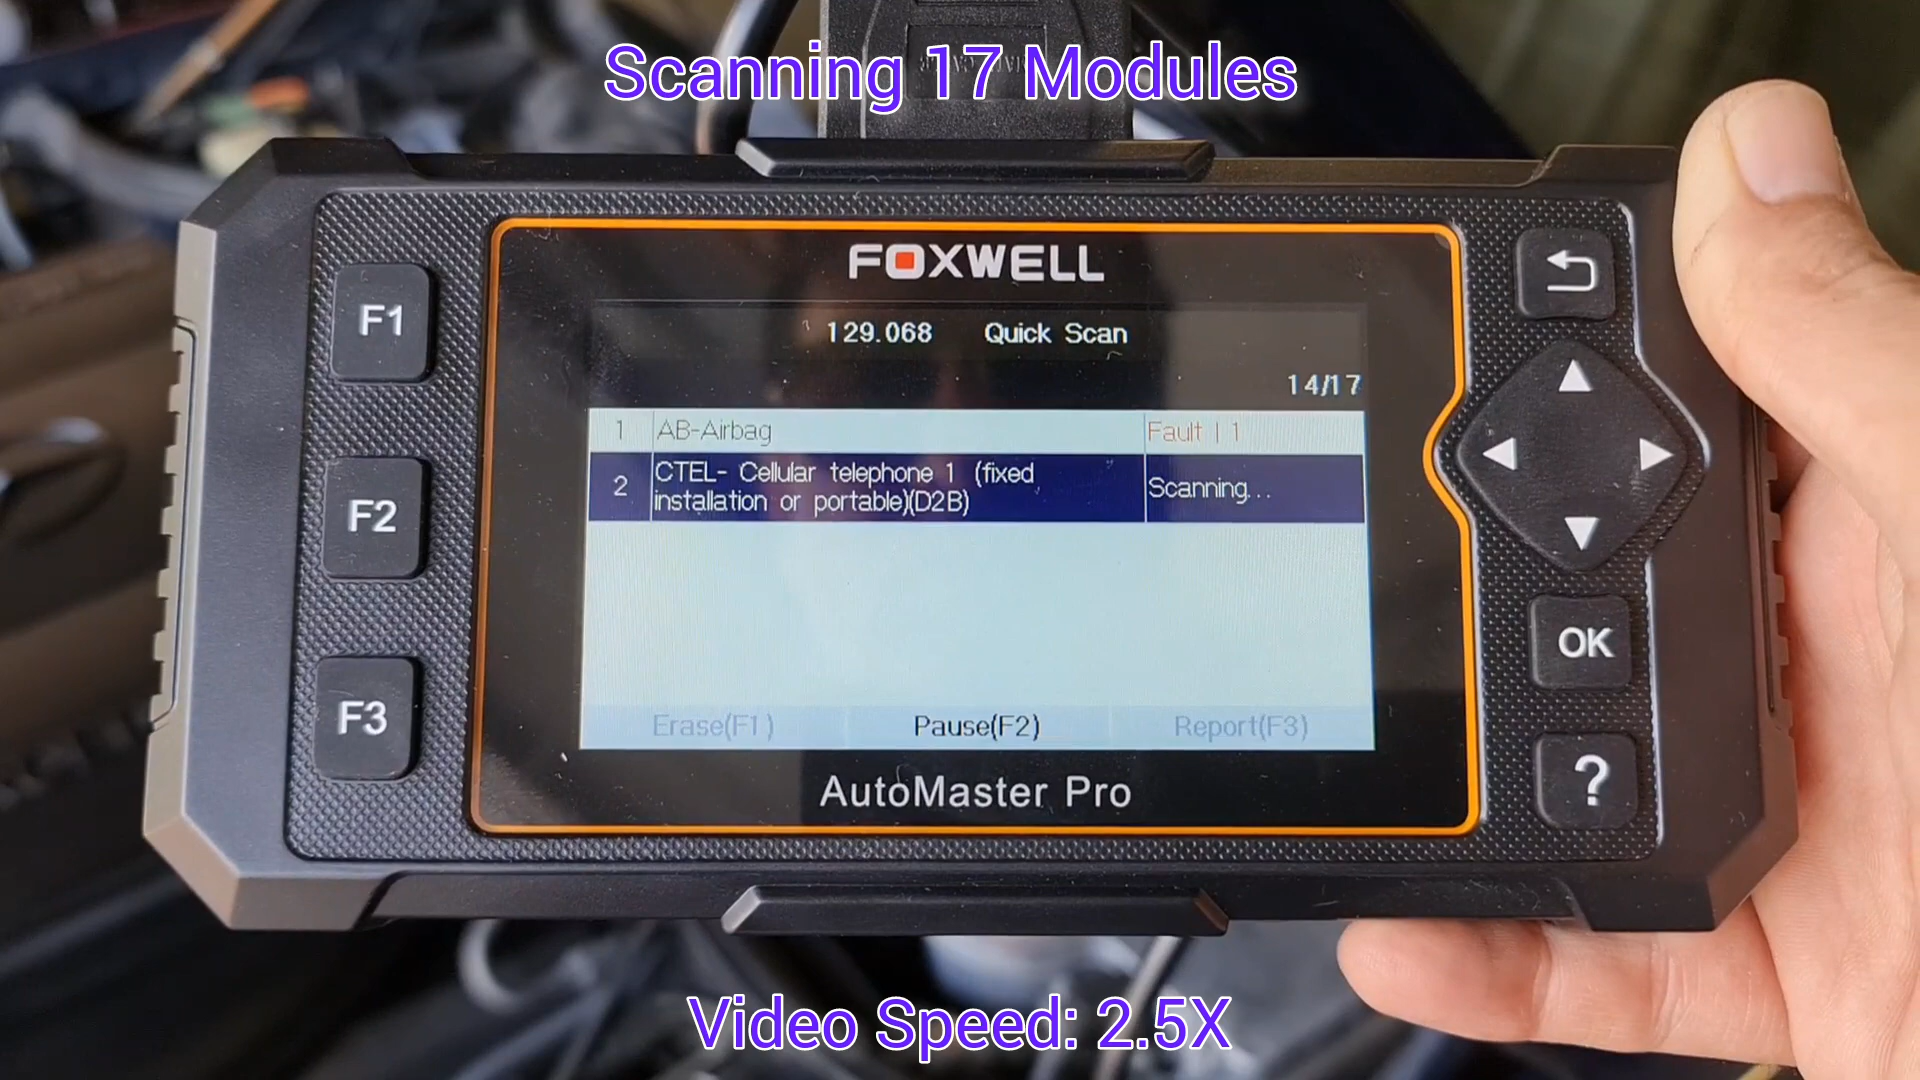 Scanning 17 Modules
FOXWELL
129.068 Quick Scan
14/17
1 AB-Airbag Fault | 1
2 CTEL- Cellular telephone 1 (fixed installation or portable)(D2B) Scanning...
Erase(F1) Pause(F2) Report(F3)
AutoMaster Pro
F1
F2
F3
OK
?
Video Speed: 2.5X